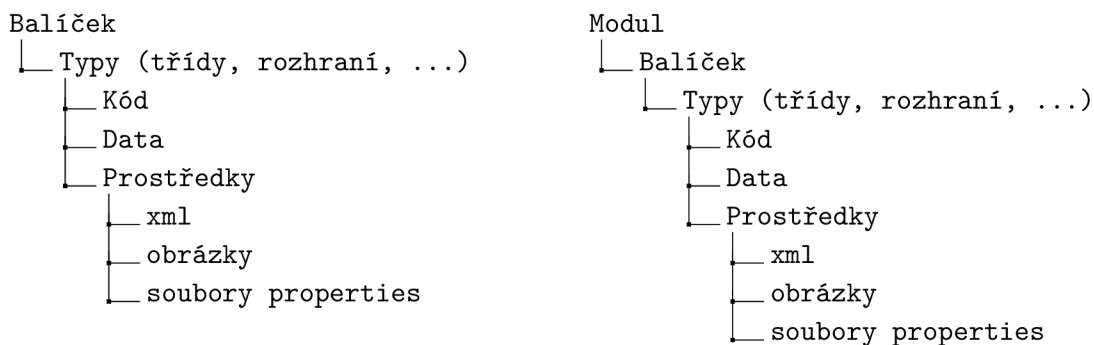 Balíček
Typy (třídy, rozhraní, ...)
Kód
Data
Prostředky
xml
obrázky
soubory properties
Modul
Balíček
Typy (třídy, rozhraní, ...)
Kód
Data
Prostředky
xml
obrázky
soubory properties